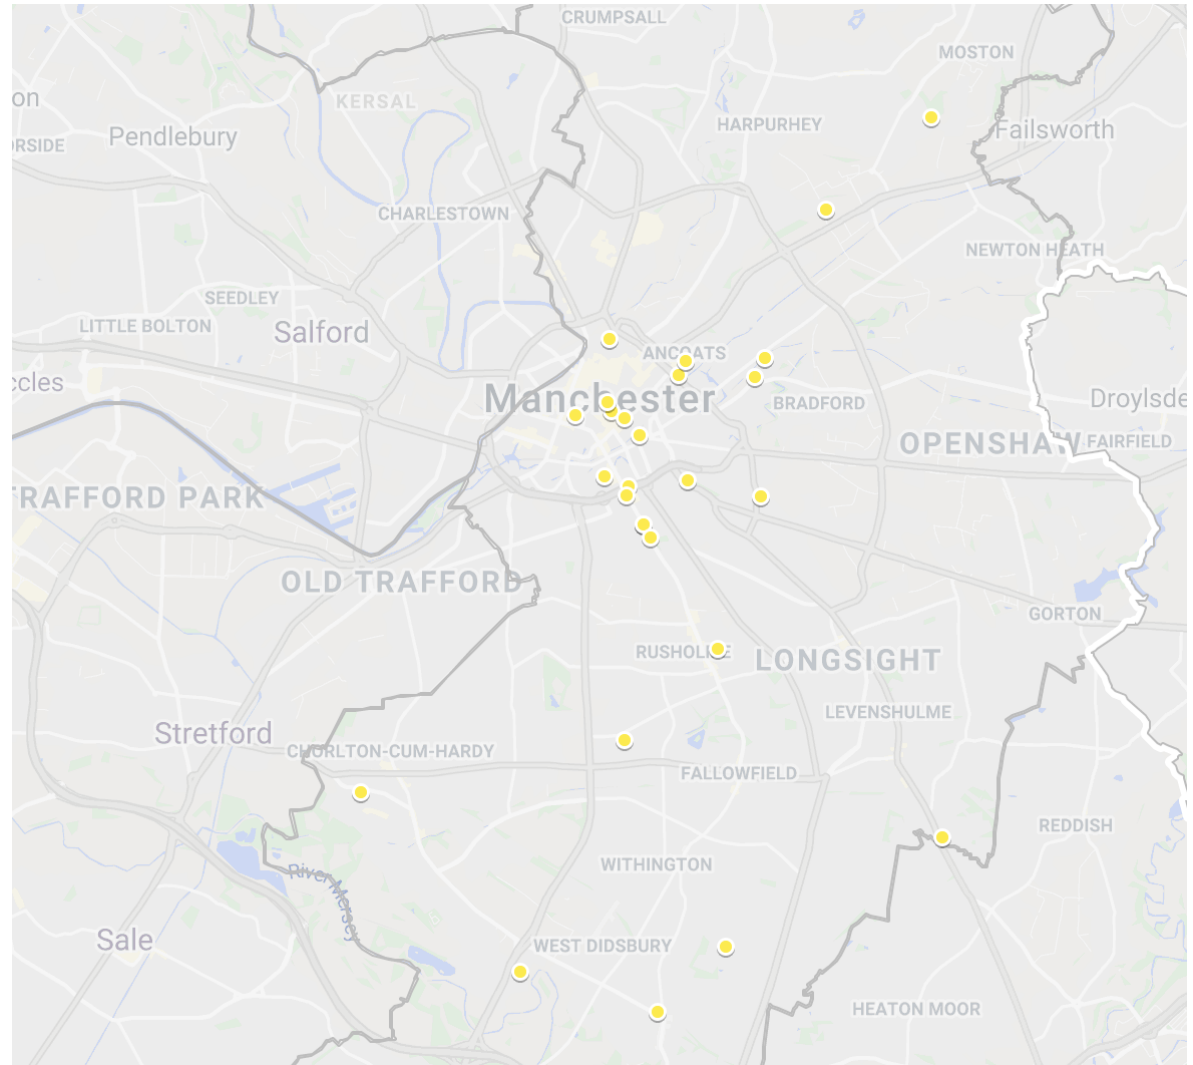 CRUMPSALL
MOSTON
on
KERSAL
HARPURHEY
Failsworth
Pendlebury
RSIDE
CHARLESTOWN
NEWTON HEATH
SEEDLEY
LITTLE BOLTON
Salford
ANCOATS
ccles
Manchester
BRADFORD
Droylsde
OPENSHAW
FAIRFIELD
TRAFFORD PARK
OLD TRAFFORD
GORTON
RUSHOLME
LONGSIGHT
LEVENSHULME
Stretford
CHORLTON-CUM-HARDY
FALLOWFIELD
REDDISH
WITHINGTON
River Mersey
Sale
WEST DIDSBURY
HEATON MOOR